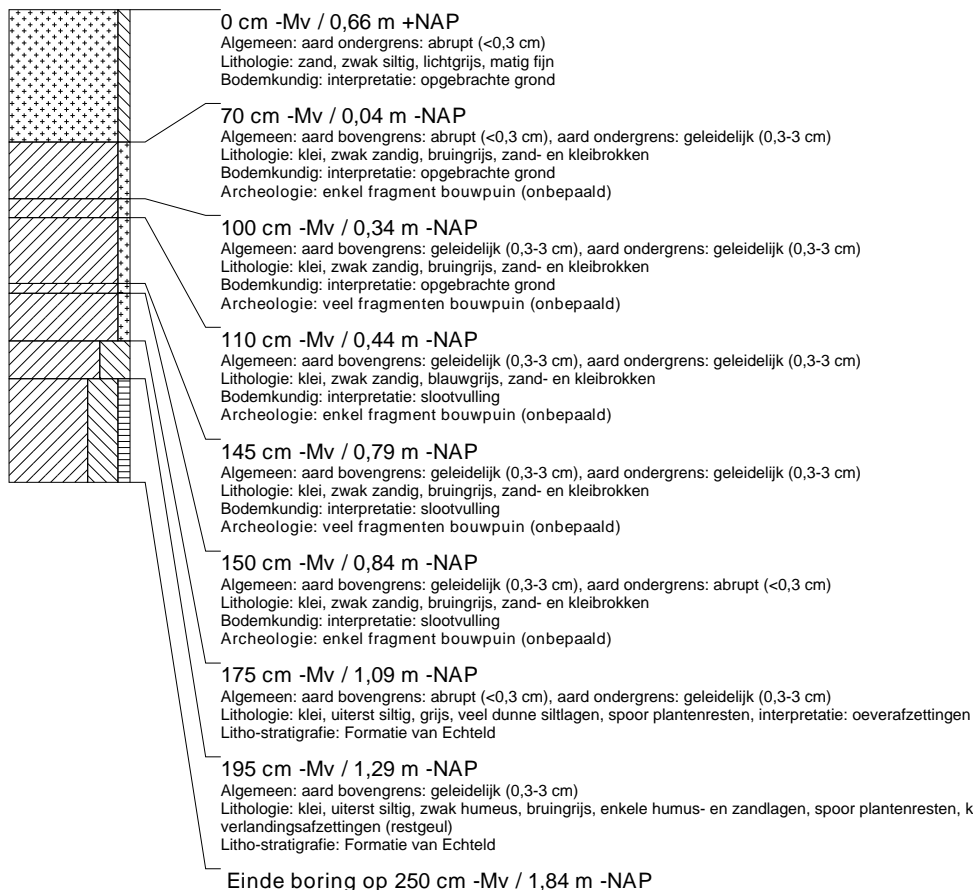 0 cm -Mv / 0,66 m +NAP
Algemeen: aard ondergrens: abrupt (<0,3 cm)
Lithologie: zand, zwak siltig, lichtgrijs, matig fijn
Bodemkundig: interpretatie: opgebrachte grond
70 cm -Mv / 0,04 m -NAP
Algemeen: aard bovengrens: abrupt (<0,3 cm), aard ondergrens: geleidelijk (0,3-3 cm)
Lithologie: klei, zwak zandig, bruingrijs, zand- en kleibrokken
Bodemkundig: interpretatie: opgebrachte grond
Archeologie: enkel fragment bouwpuin (onbepaald)
100 cm -Mv / 0,34 m -NAP
Algemeen: aard bovengrens: geleidelijk (0,3-3 cm), aard ondergrens: geleidelijk (0,3-3 cm)
Lithologie: klei, zwak zandig, bruingrijs, zand- en kleibrokken
Bodemkundig: interpretatie: opgebrachte grond
Archeologie: veel fragmenten bouwpuin (onbepaald)
110 cm -Mv / 0,44 m -NAP
Algemeen: aard bovengrens: geleidelijk (0,3-3 cm), aard ondergrens: geleidelijk (0,3-3 cm)
Lithologie: klei, zwak zandig, blauwgrijs, zand- en kleibrokken
Bodemkundig: interpretatie: slootvulling
Archeologie: enkel fragment bouwpuin (onbepaald)
145 cm -Mv / 0,79 m -NAP
Algemeen: aard bovengrens: geleidelijk (0,3-3 cm), aard ondergrens: geleidelijk (0,3-3 cm)
Lithologie: klei, zwak zandig, bruingrijs, zand- en kleibrokken
Bodemkundig: interpretatie: slootvulling
Archeologie: veel fragmenten bouwpuin (onbepaald)
150 cm -Mv / 0,84 m -NAP
Algemeen: aard bovengrens: geleidelijk (0,3-3 cm), aard ondergrens: abrupt (<0,3 cm)
Lithologie: klei, zwak zandig, bruingrijs, zand- en kleibrokken
Bodemkundig: interpretatie: slootvulling
Archeologie: enkel fragment bouwpuin (onbepaald)
175 cm -Mv / 1,09 m -NAP
Algemeen: aard bovengrens: abrupt (<0,3 cm), aard ondergrens: geleidelijk (0,3-3 cm)
Lithologie: klei, uiterst siltig, grijs, veel dunne siltlagen, spoor plantenresten, interpretatie: oeverafzettingen
Litho-stratigrafie: Formatie van Echteld
195 cm -Mv / 1,29 m -NAP
Algemeen: aard bovengrens: geleidelijk (0,3-3 cm)
Lithologie: klei, uiterst siltig, zwak humeus, bruingrijs, enkele humus- en zandlagen, spoor plantenresten, k
verlandingsafzettingen (restgeul)
Litho-stratigrafie: Formatie van Echteld
Einde boring op 250 cm -Mv / 1,84 m -NAP